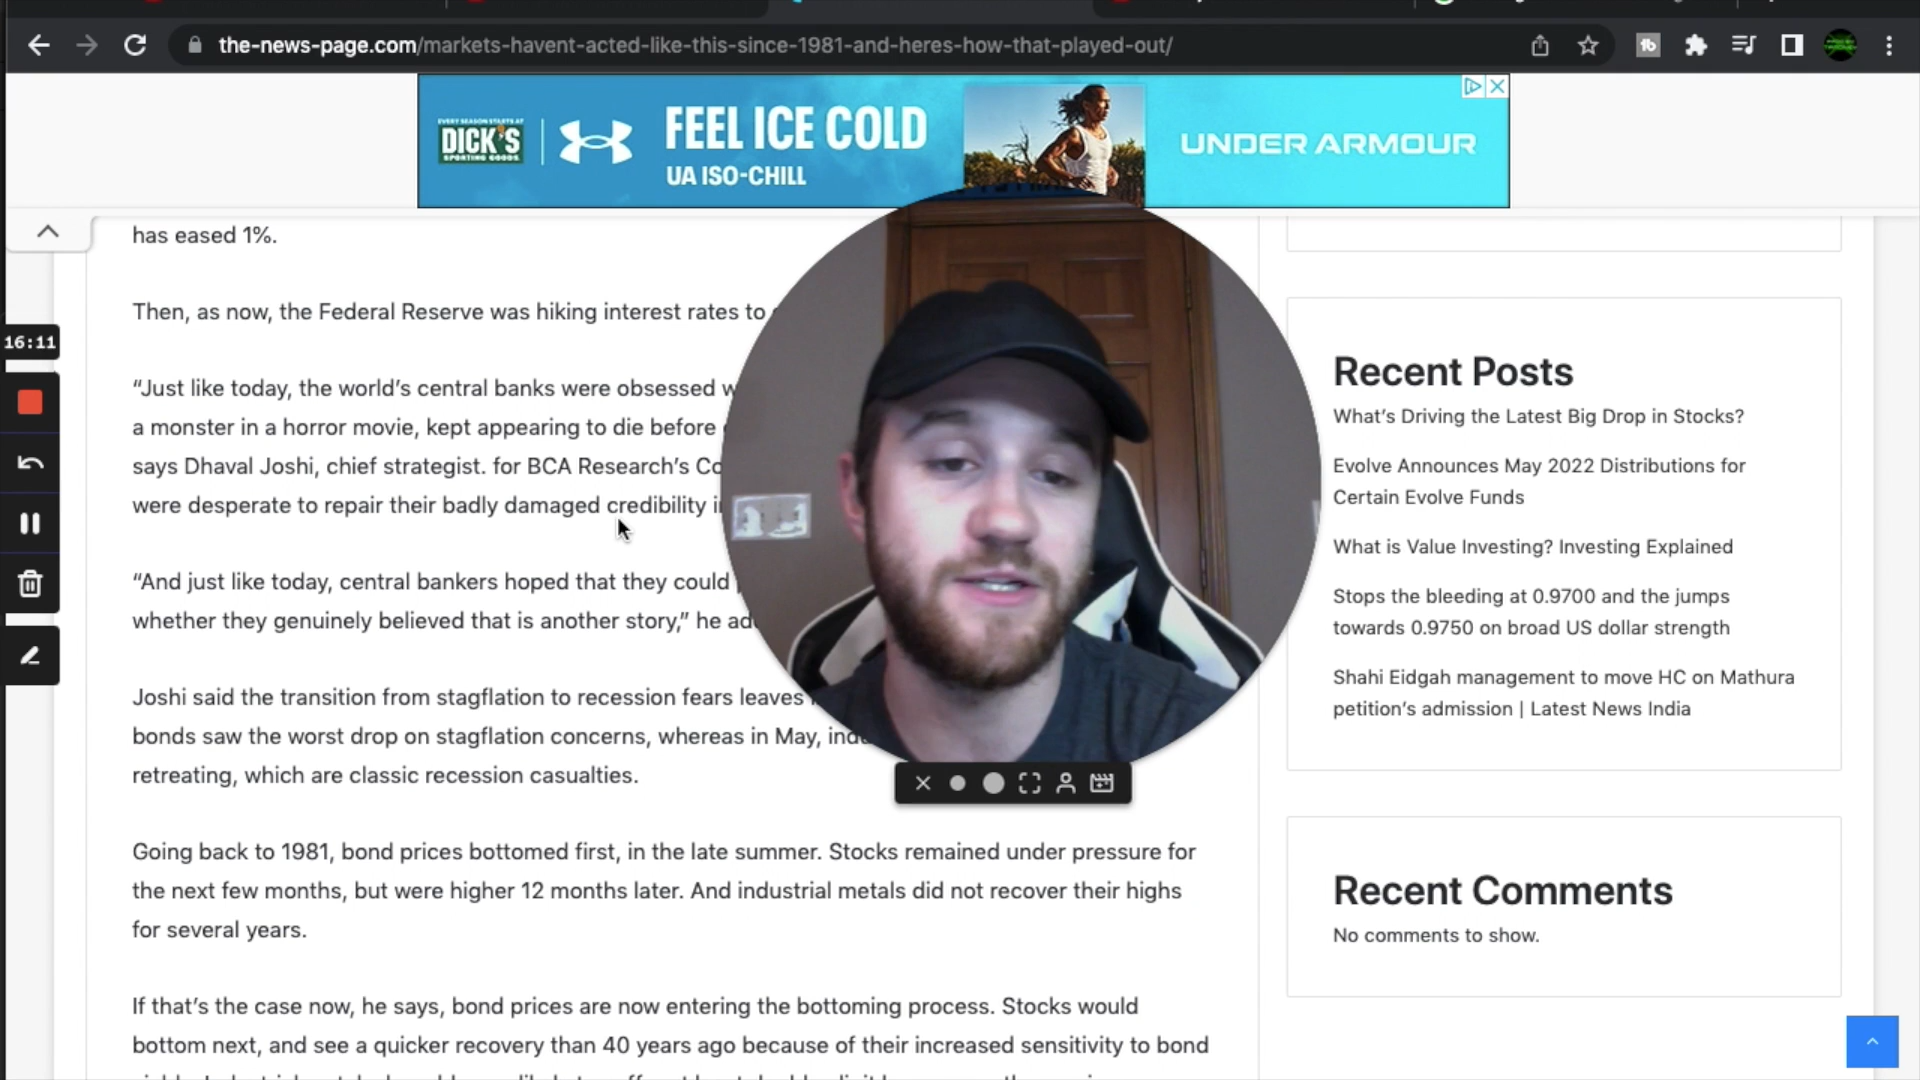 the-news-page.com/markets-havent-acted-like-this-since-1981-and-heres-how-that-played-out/
EVERY SEASON STARTS AT
DICK'S
SPORTING GOODS
FEEL ICE COLD
UA ISO-CHILL
UNDER ARMOUR
has eased 1%.
Then, as now, the Federal Reserve was hiking interest rates to
16:11
“Just like today, the world’s central banks were obsessed
a monster in a horror movie, kept appearing to die before
says Dhaval Joshi, chief strategist. for BCA Research’s
were desperate to repair their badly damaged credibility
“And just like today, central bankers hoped that they could
whether they genuinely believed that is another story,” he
Joshi said the transition from stagflation to recession fears leaves
bonds saw the worst drop on stagflation concerns, whereas in May,
retreating, which are classic recession casualties.
Going back to 1981, bond prices bottomed first, in the late summer. Stocks remained under pressure for
the next few months, but were higher 12 months later. And industrial metals did not recover their highs
for several years.
If that’s the case now, he says, bond prices are now entering the bottoming process. Stocks would
bottom next, and see a quicker recovery than 40 years ago because of their increased sensitivity to bond
Recent Posts
What’s Driving the Latest Big Drop in Stocks?
Evolve Announces May 2022 Distributions for
Certain Evolve Funds
What is Value Investing? Investing Explained
Stops the bleeding at 0.9700 and the jumps
towards 0.9750 on broad US dollar strength
Shahi Eidgah management to move HC on Mathura
petition’s admission | Latest News India
Recent Comments
No comments to show.